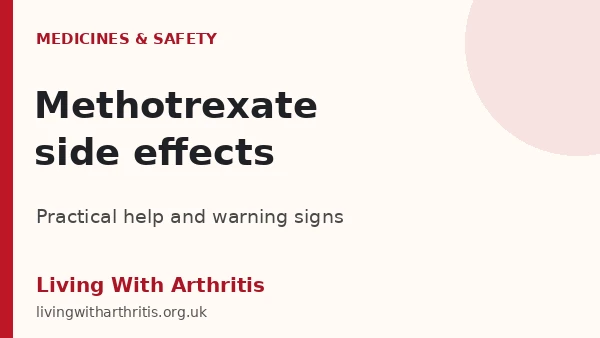 MEDICINES & SAFETY
Methotrexate
side effects
Practical help and warning signs
Living With Arthritis
livingwitharthritis.org.uk